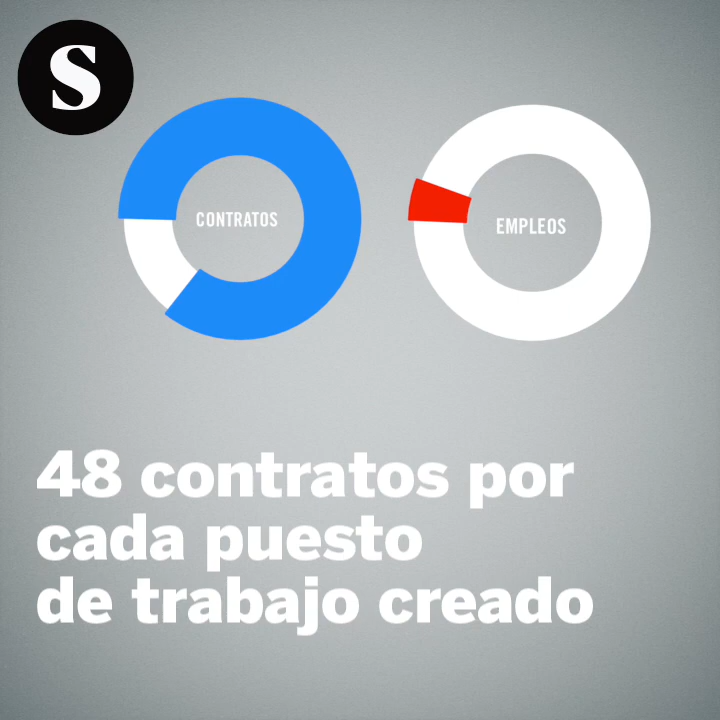 S
CONTRATOS
EMPLEOS
48 contratos por
cada puesto
de trabajo creado